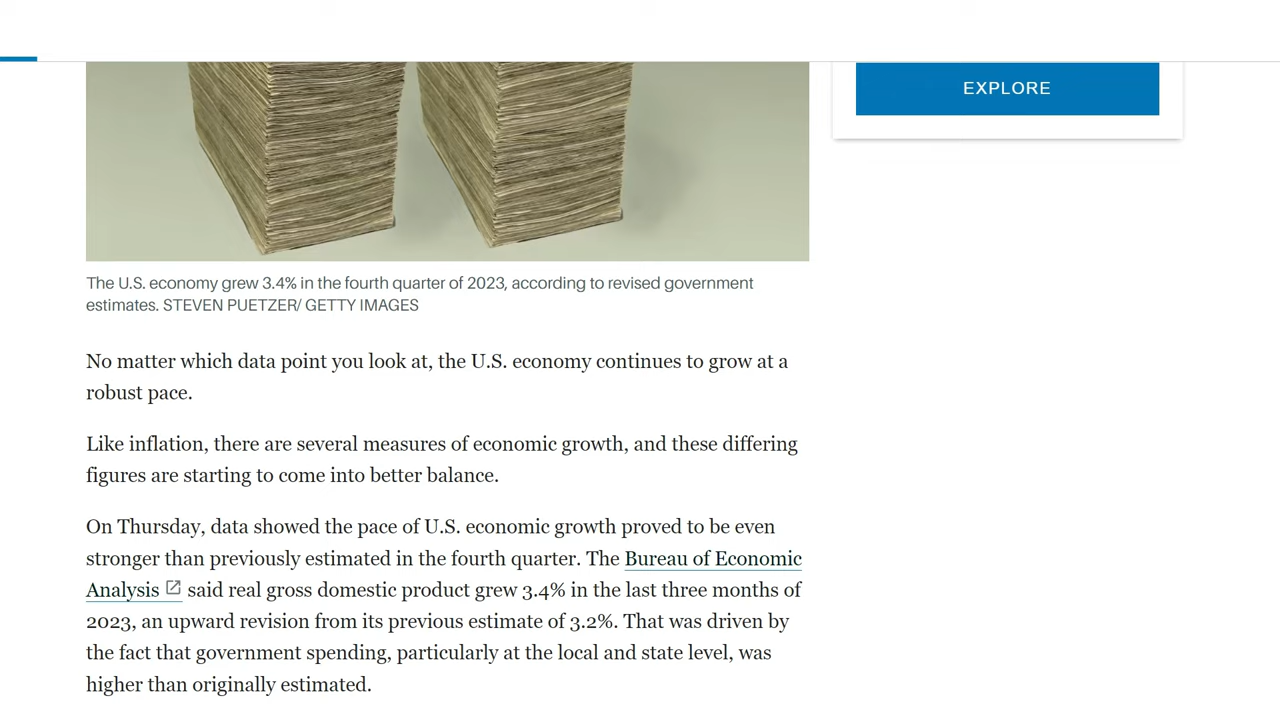 EXPLORE
The U.S. economy grew 3.4% in the fourth quarter of 2023, according to revised government
estimates. STEVEN PUETZER/ GETTY IMAGES
No matter which data point you look at, the U.S. economy continues to grow at a
robust pace.
Like inflation, there are several measures of economic growth, and these differing
figures are starting to come into better balance.
On Thursday, data showed the pace of U.S. economic growth proved to be even
stronger than previously estimated in the fourth quarter. The Bureau of Economic
Analysis said real gross domestic product grew 3.4% in the last three months of
2023, an upward revision from its previous estimate of 3.2%. That was driven by
the fact that government spending, particularly at the local and state level, was
higher than originally estimated.